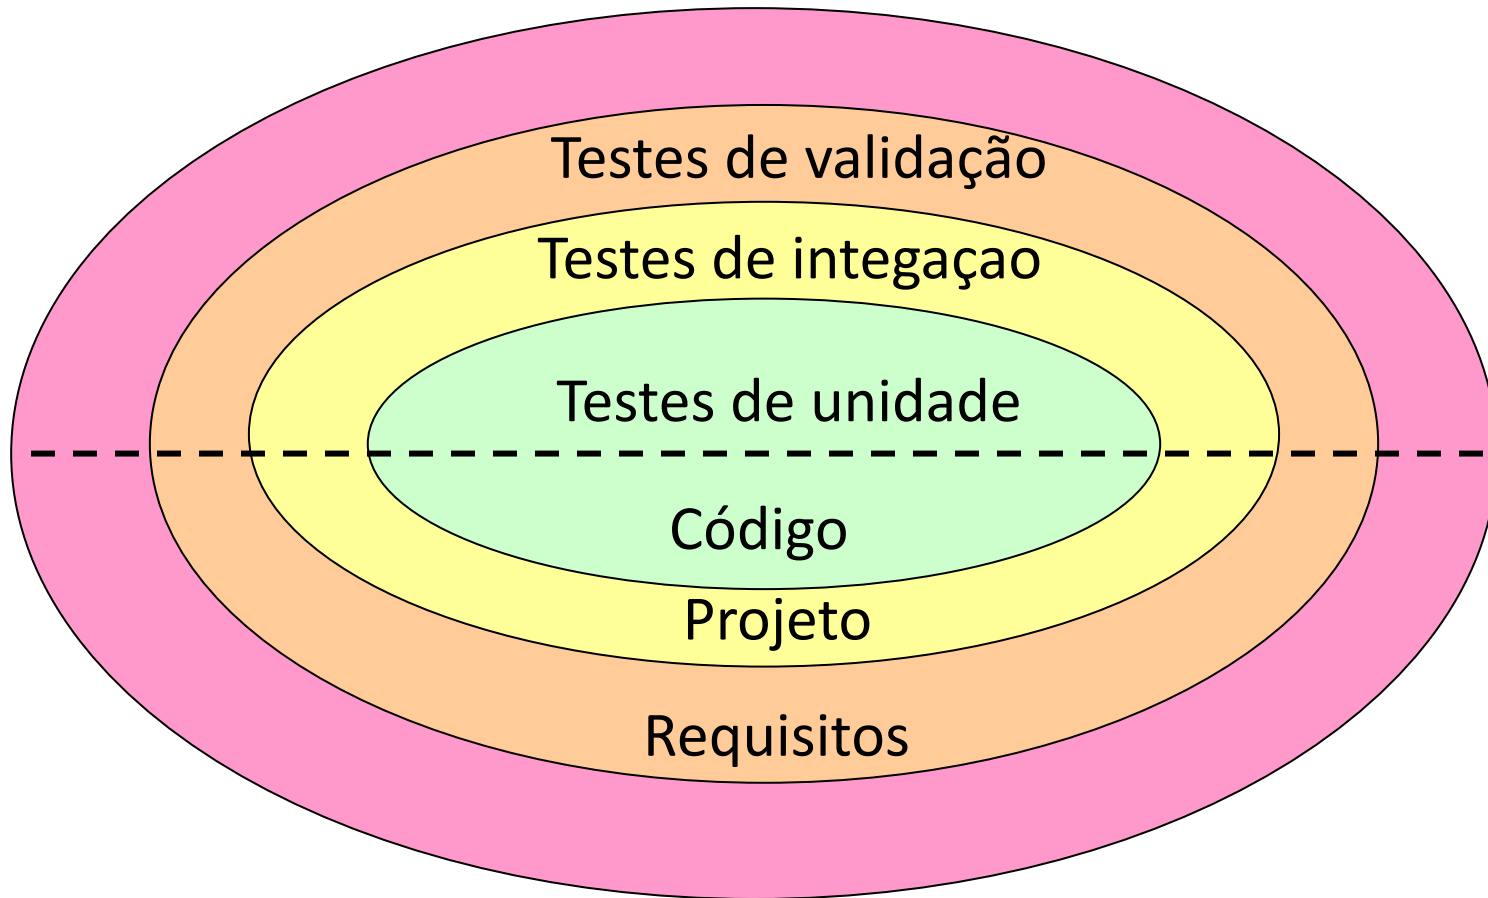 Testes de validação
Testes de integaçao
Testes de unidade
Código
Projeto
Requisitos